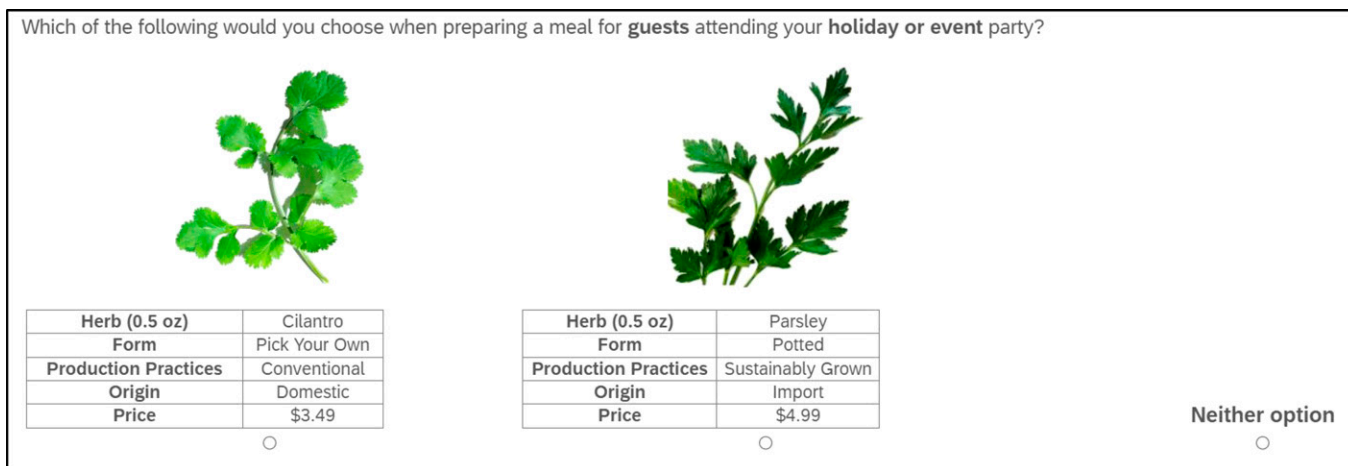 Which of the following would you choose when preparing a meal for guests attending your holiday or event party?
Herb (0.5 oz) Cilantro
Form Pick Your Own
Production Practices Conventional
Origin Domestic
Price $3.49
Herb (0.5 oz) Parsley
Form Potted
Production Practices Sustainably Grown
Origin Import
Price $4.99
Neither option